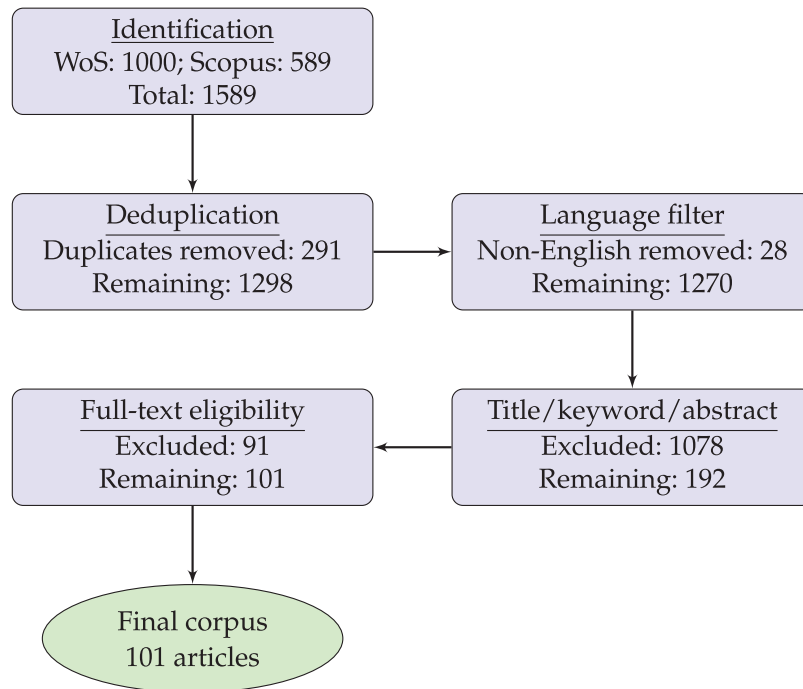 Identification
WoS: 1000; Scopus: 589
Total: 1589
Deduplication
Duplicates removed: 291
Remaining: 1298
Language filter
Non-English removed: 28
Remaining: 1270
Title/keyword/abstract
Excluded: 1078
Remaining: 192
Full-text eligibility
Excluded: 91
Remaining: 101
Final corpus
101 articles